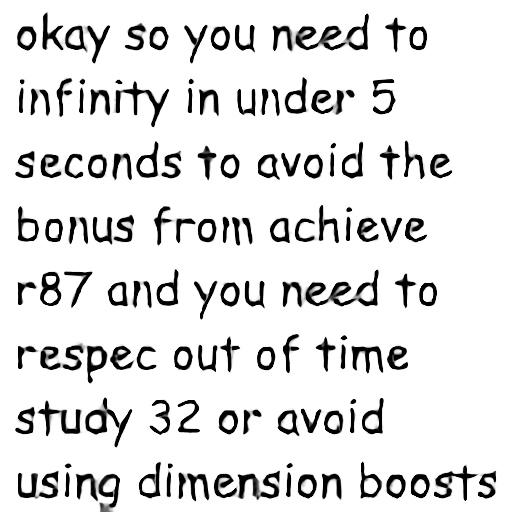 okay so you need to
infinity in under 5
seconds to avoid the
bonus from achieve
r87 and you need to
respec out of time
study 32 or avoid
using dimension boosts